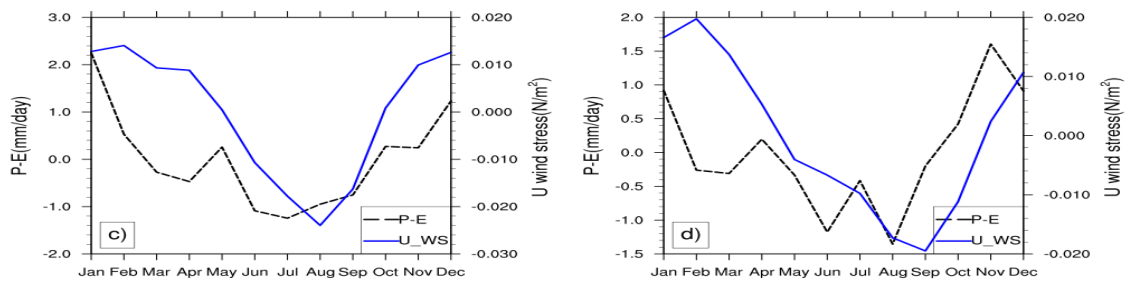 3.0
2.0
1.0
0.0
-1.0
-2.0
P-E(mm/day)
0.020
0.010
0.000
-0.010
-0.020
-0.030
U wind stress(N/m²)
c)
P-E
U_WS
Jan Feb Mar Apr May Jun Jul Aug Sep Oct Nov Dec
2.0
1.5
1.0
0.5
0.0
-0.5
-1.0
-1.5
P-E(mm/day)
0.020
0.010
0.000
-0.010
-0.020
U wind stress(N/m²)
d)
P-E
U_WS
Jan Feb Mar Apr May Jun Jul Aug Sep Oct Nov Dec